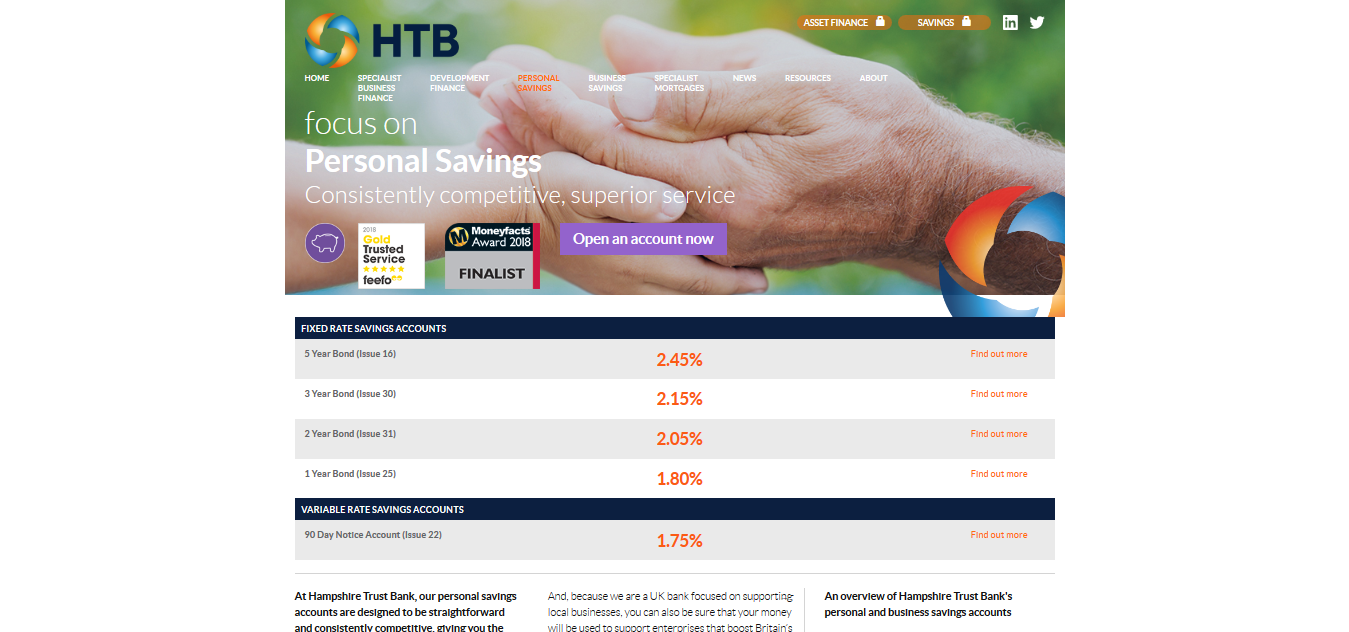 HTB
ASSET FINANCE
SAVINGS
HOME
SPECIALIST
BUSINESS
FINANCE
DEVELOPMENT
FINANCE
PERSONAL
SAVINGS
BUSINESS
SAVINGS
SPECIALIST
MORTGAGES
NEWS
RESOURCES
ABOUT
focus on
Personal Savings
Consistently competitive, superior service
2018
Gold
Trusted
Service
feefo
Moneyfacts
Award 2018
FINALIST
Open an account now
FIXED RATE SAVINGS ACCOUNTS
5 Year Bond (Issue 16) 2.45% Find out more
3 Year Bond (Issue 30) 2.15% Find out more
2 Year Bond (Issue 31) 2.05% Find out more
1 Year Bond (Issue 25) 1.80% Find out more
VARIABLE RATE SAVINGS ACCOUNTS
90 Day Notice Account (Issue 22) 1.75% Find out more
At Hampshire Trust Bank, our personal savings
accounts are designed to be straightforward
and consistently competitive, giving you the
And, because we are a UK bank focused on supporting
local businesses, you can also be sure that your money
will be used to support enterprises that boost Britain's
An overview of Hampshire Trust Bank's
personal and business savings accounts